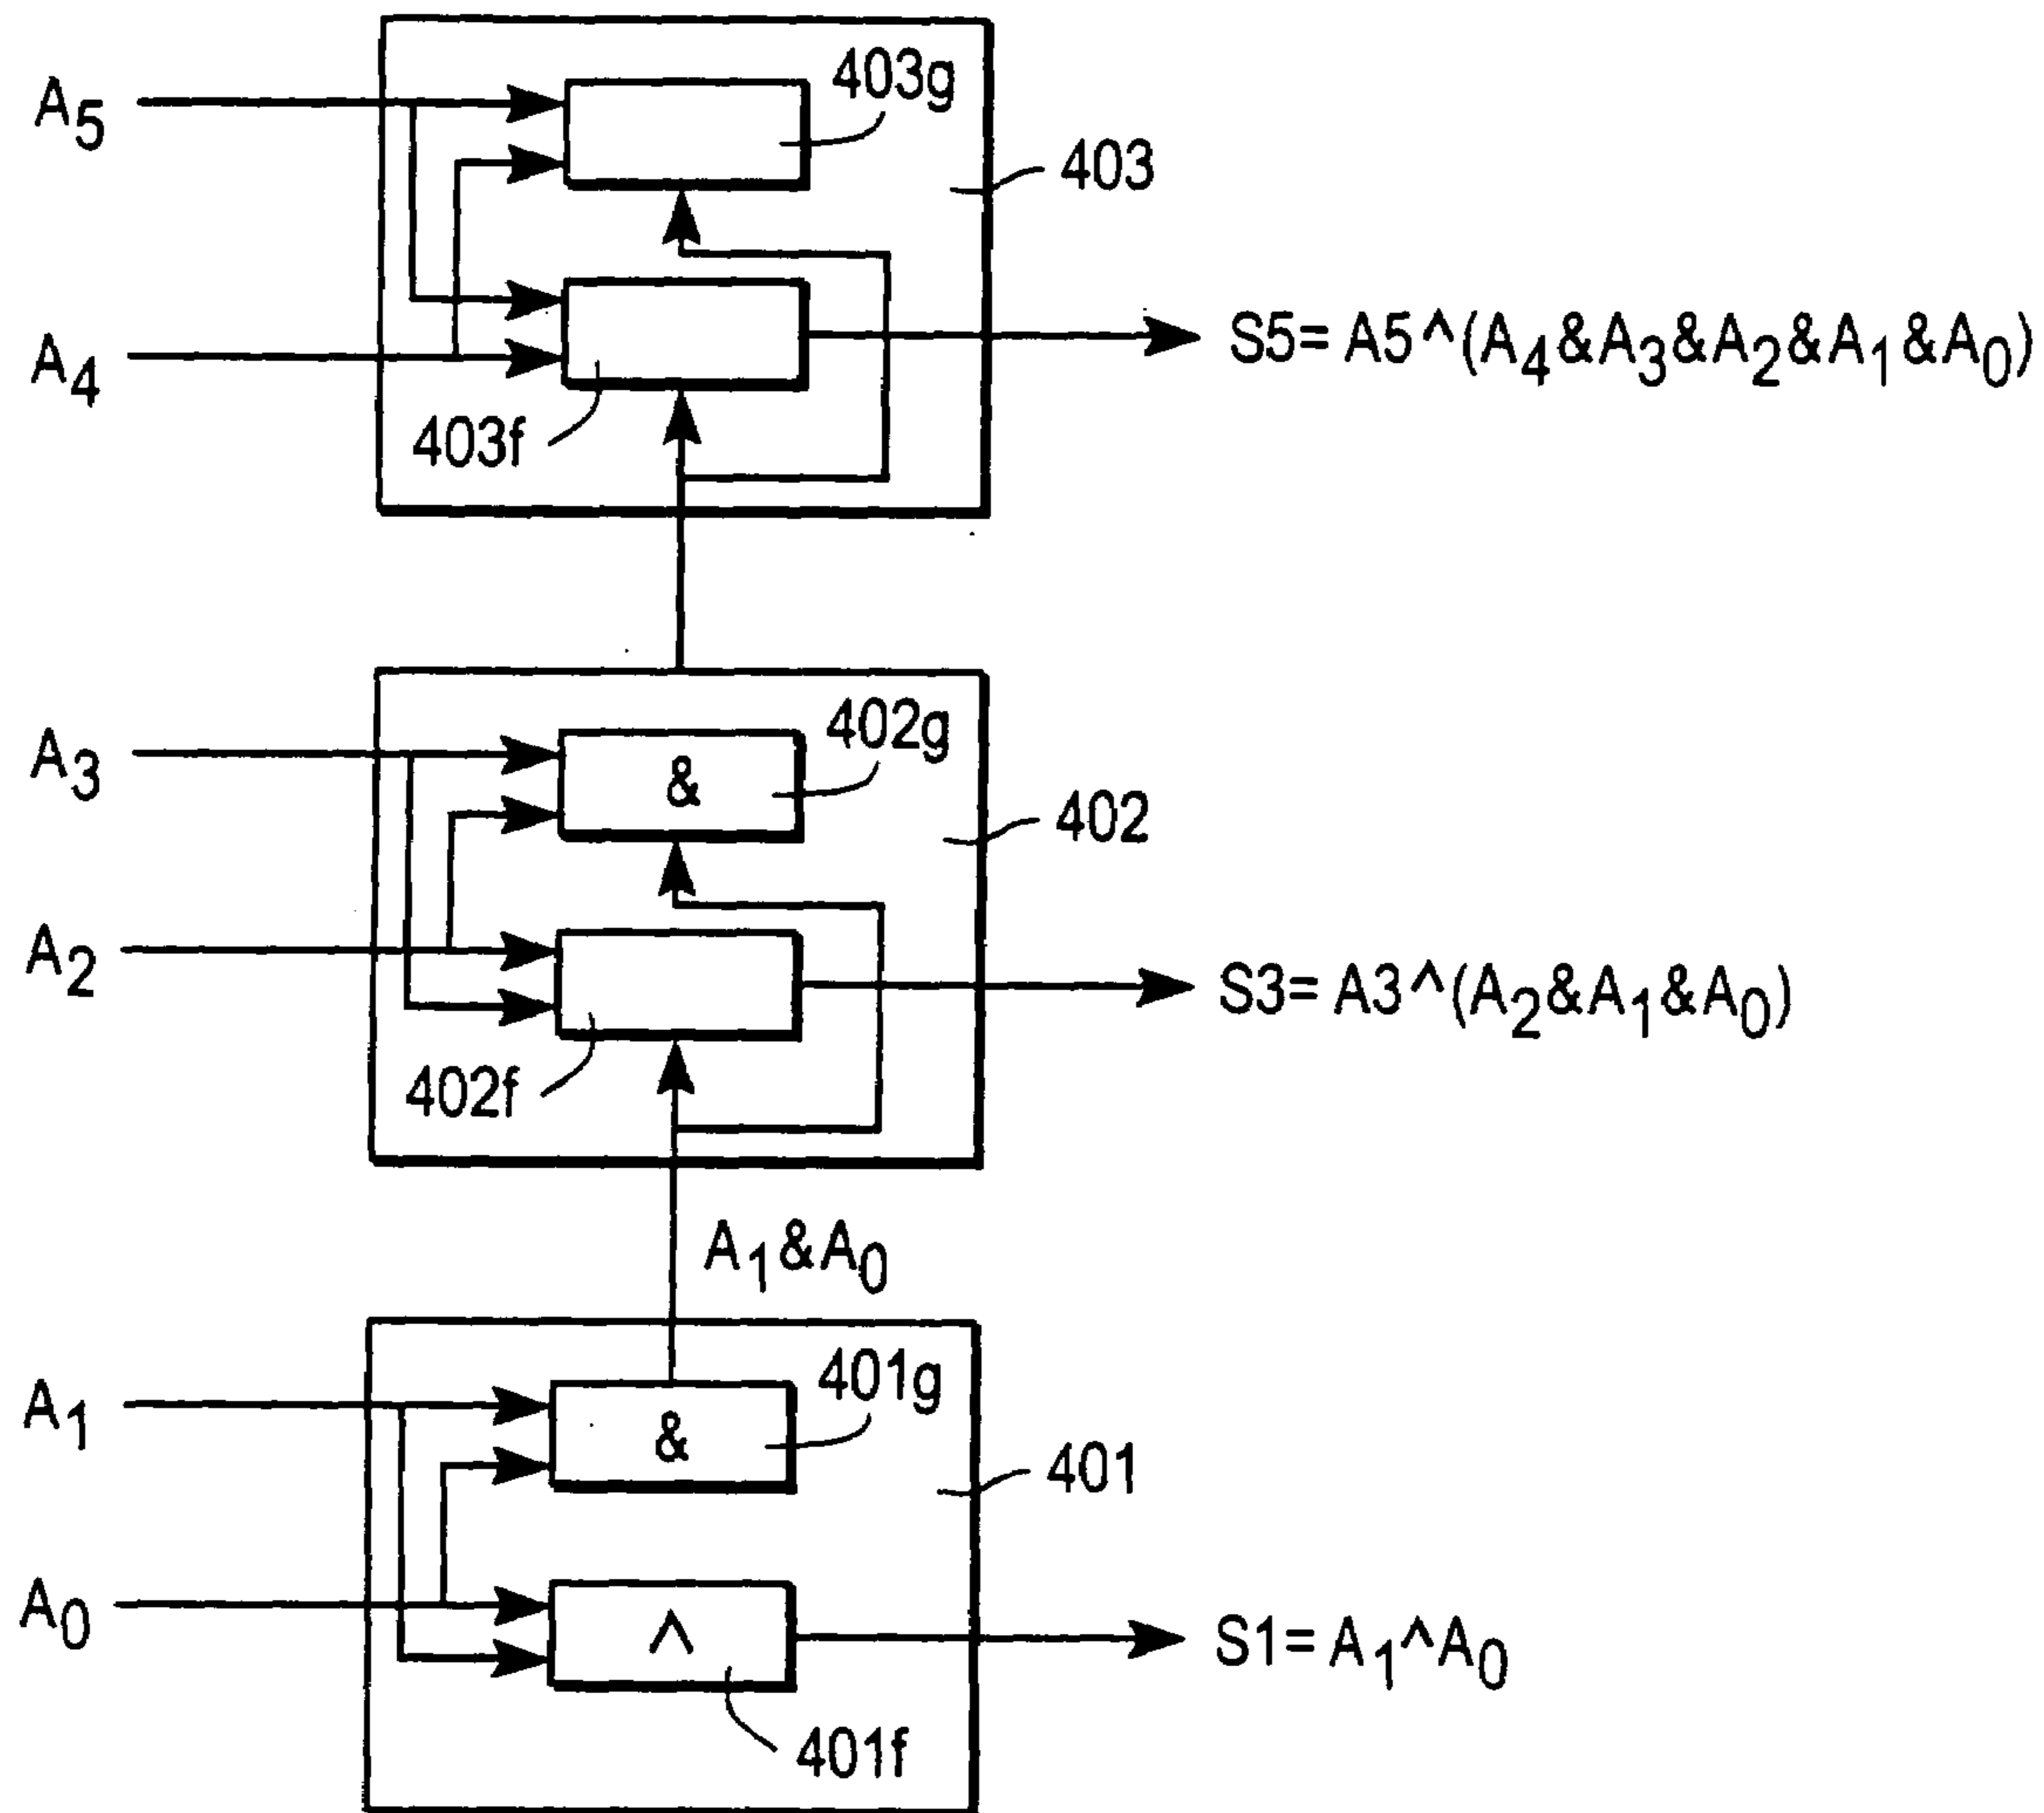 A5
403g
403
A4
403f
S5= A5^(A4&A3&A2&A1&A0)
A3
402g
&
402
A2
402f
S3= A3^(A2&A1&A0)
A1&A0
A1
401g
&
401
A0
^
S1= A1^A0
401f